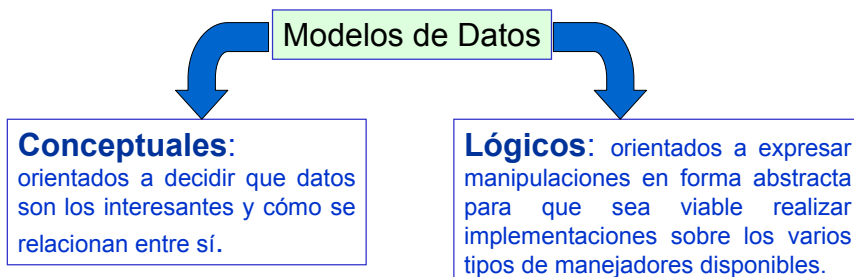 Modelos de Datos
Conceptuales:
orientados a decidir que datos
son los interesantes y cómo se
relacionan entre sí.
Lógicos: orientados a expresar
manipulaciones en forma abstracta
para que sea viable realizar
implementaciones sobre los varios
tipos de manejadores disponibles.